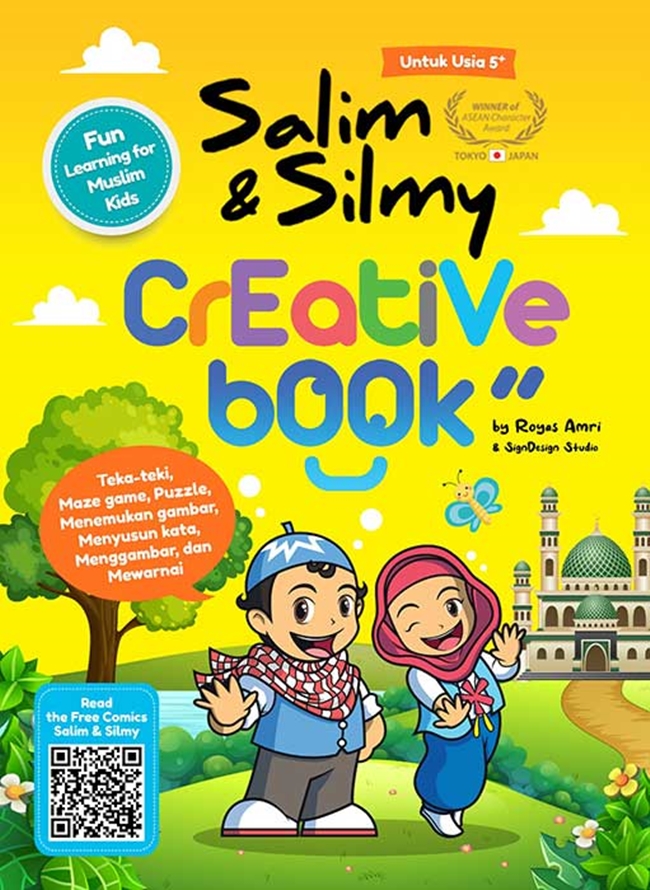 Untuk Usia 5+
Salim
& Silmy
WINNER of
ASEAN Character
Award
TOKYO JAPAN
Fun
Learning for
Muslim
Kids
CrEatiVe
bOOk
by Royas Amri
& SignDesign Studio
Teka-teki,
Maze game, Puzzle,
Menemukan gambar,
Menyusun kata,
Menggambar, dan
Mewarnai
Read
the Free Comics
Salim & Silmy